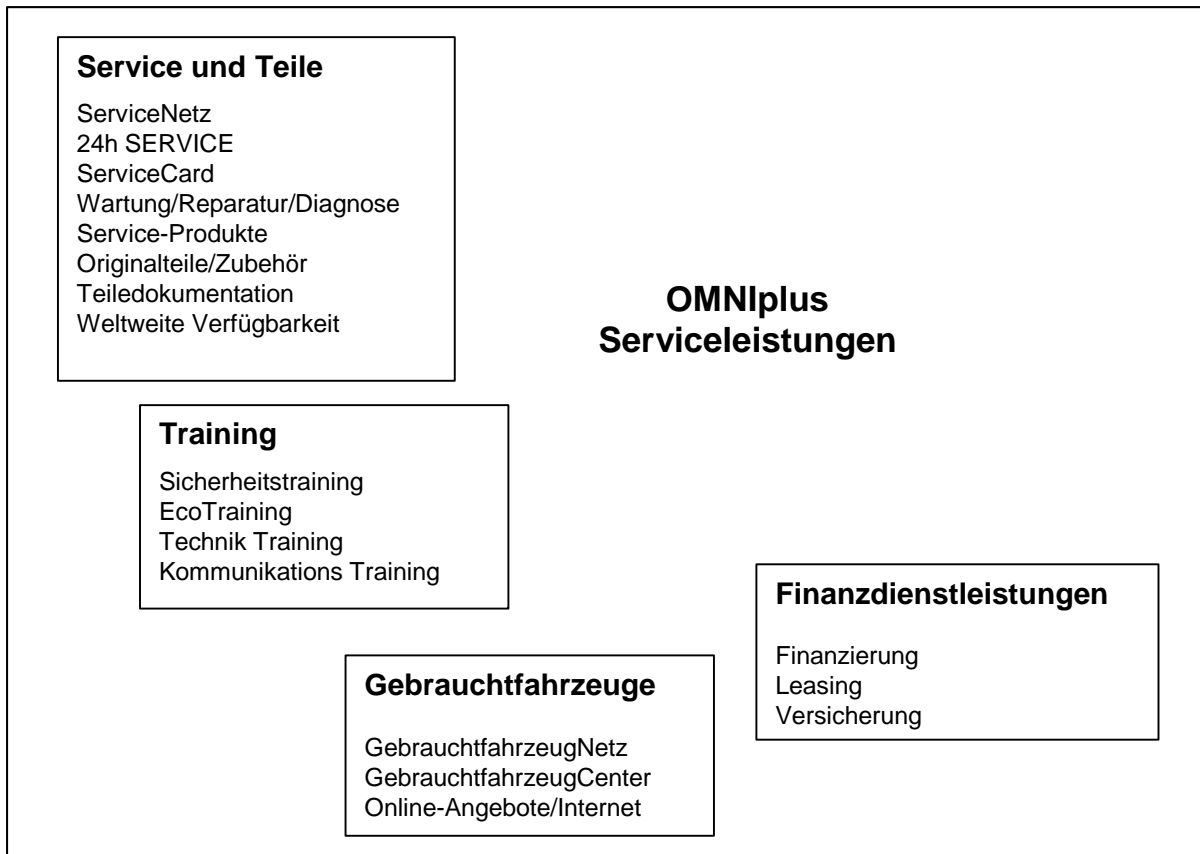 Service und Teile
ServiceNetz
24h SERVICE
ServiceCard
Wartung/Reparatur/Diagnose
Service-Produkte
Originalteile/Zubehör
Teiledokumentation
Weltweite Verfügbarkeit
OMNIplus
Serviceleistungen
Training
Sicherheitstraining
EcoTraining
Technik Training
Kommunikations Training
Gebrauchtfahrzeuge
GebrauchtfahrzeugNetz
GebrauchtfahrzeugCenter
Online-Angebote/Internet
Finanzdienstleistungen
Finanzierung
Leasing
Versicherung